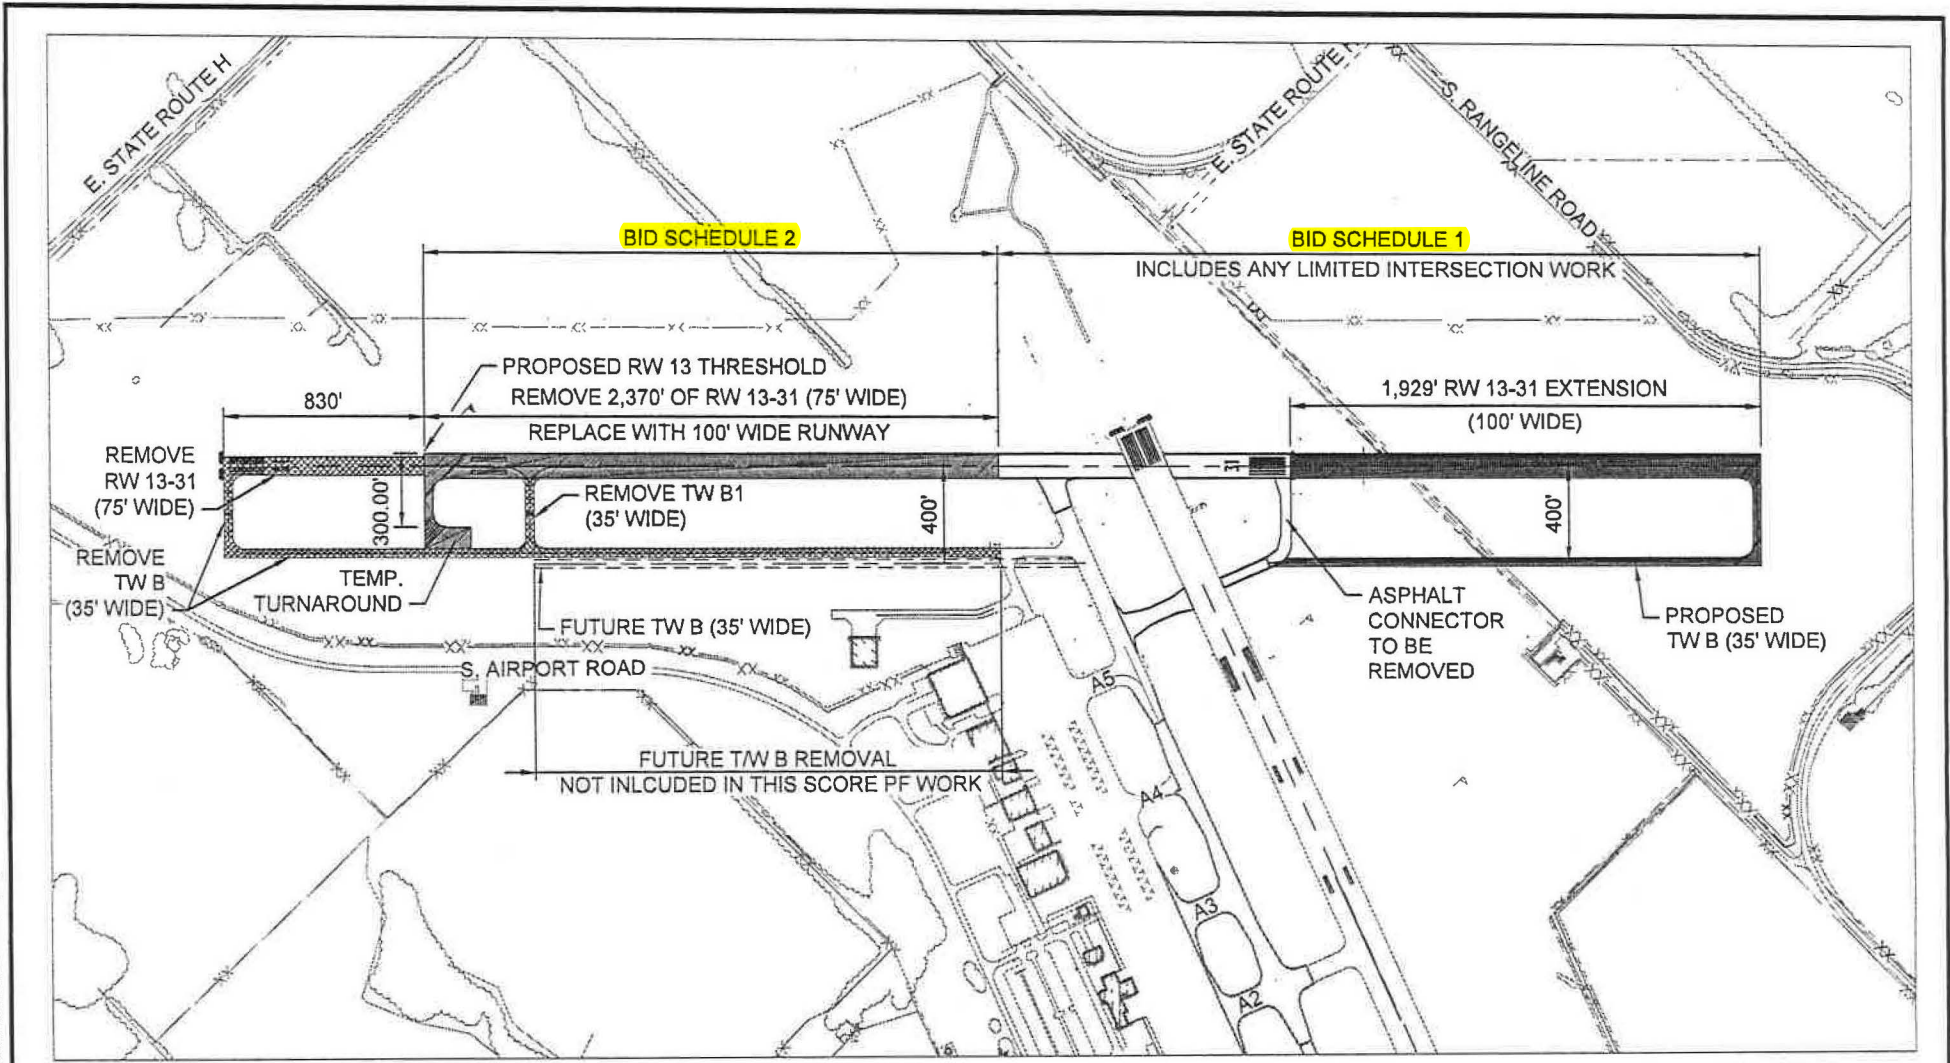 E. STATE ROUTE H
E. STATE ROUTE
S. RANGELINE ROAD
BID SCHEDULE 2
BID SCHEDULE 1
INCLUDES ANY LIMITED INTERSECTION WORK
PROPOSED RW 13 THRESHOLD
830'
REMOVE 2,370' OF RW 13-31 (75' WIDE)
REPLACE WITH 100' WIDE RUNWAY
1,929' RW 13-31 EXTENSION
(100' WIDE)
REMOVE
RW 13-31
(75' WIDE)
300.00'
REMOVE TW B1
(35' WIDE)
400'
31
400'
REMOVE
TW B
(35' WIDE)
TEMP.
TURNAROUND
FUTURE TW B (35' WIDE)
ASPHALT
CONNECTOR
TO BE
REMOVED
PROPOSED
TW B (35' WIDE)
S. AIRPORT ROAD
A5
FUTURE T/W B REMOVAL
NOT INLCUDED IN THIS SCORE PF WORK
A4
A3
A2